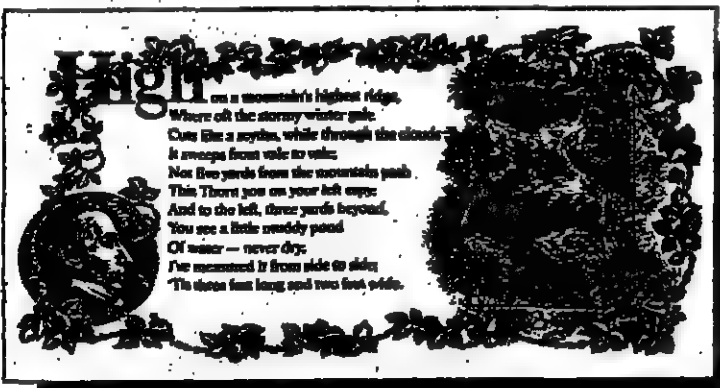 High on a mountain's highest ridge,
Where oft the stormy winter gale
Cuts like a scythe, while through the clouds
It sweeps from vale to vale;
Not five yards from the mountain path
This Thorn you on your left espy;
And to the left, three yards beyond,
You see a little muddy pond
Of water — never dry;
I've measured it from side to side;
'Tis three feet long and two feet wide.